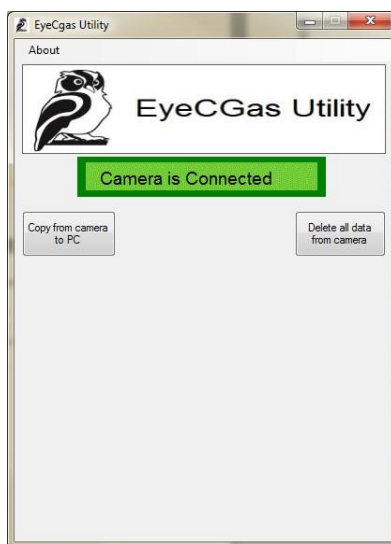 EyeCgas Utility
About
EyeCGas Utility
Camera is Connected
Copy from camera
to PC
Delete all data
from camera